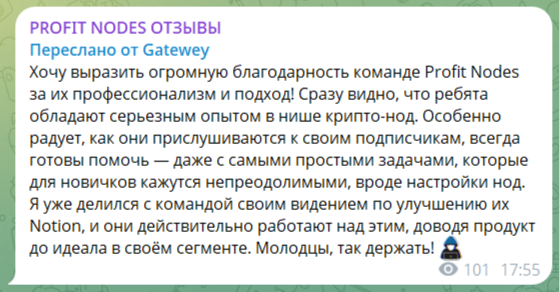 PROFIT NODES ОТЗЫВЫ
Переслано от Gatewey
Хочу выразить огромную благодарность команде Profit Nodes
за их профессионализм и подход! Сразу видно, что ребята
обладают серьезным опытом в нише крипто-нод. Особенно
радует, как они прислушиваются к своим подписчикам, всегда
готовы помочь — даже с самыми простыми задачами, которые
для новичков кажутся непреодолимыми, вроде настройки нод.
Я уже делился с командой своим видением по улучшению их
Notion, и они действительно работают над этим, доводя продукт
до идеала в своём сегменте. Молодцы, так держать!
101 17:55